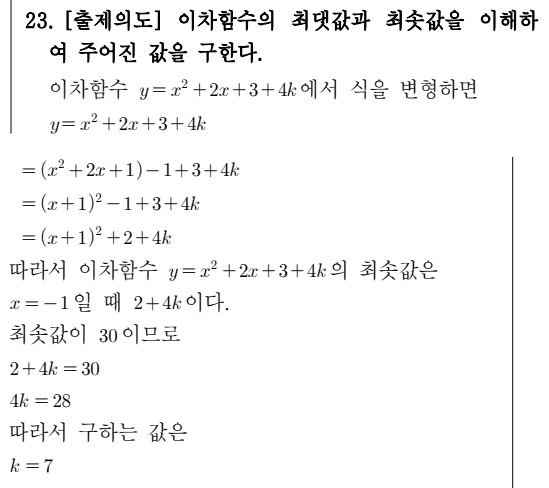 23. [출제의도] 이차함수의 최댓값과 최솟값을 이해하
여 주어진 값을 구한다.
이차함수 y=x²+2x+3+4k에서 식을 변형하면
y=x²+2x+3+4k
=(x²+2x+1)-1+3+4k
=(x+1)²-1+3+4k
=(x+1)²+2+4k
따라서 이차함수 y=x²+2x+3+4k의 최솟값은
x=-1일 때 2+4k이다.
최솟값이 30이므로
2+4k=30
4k=28
따라서 구하는 값은
k=7